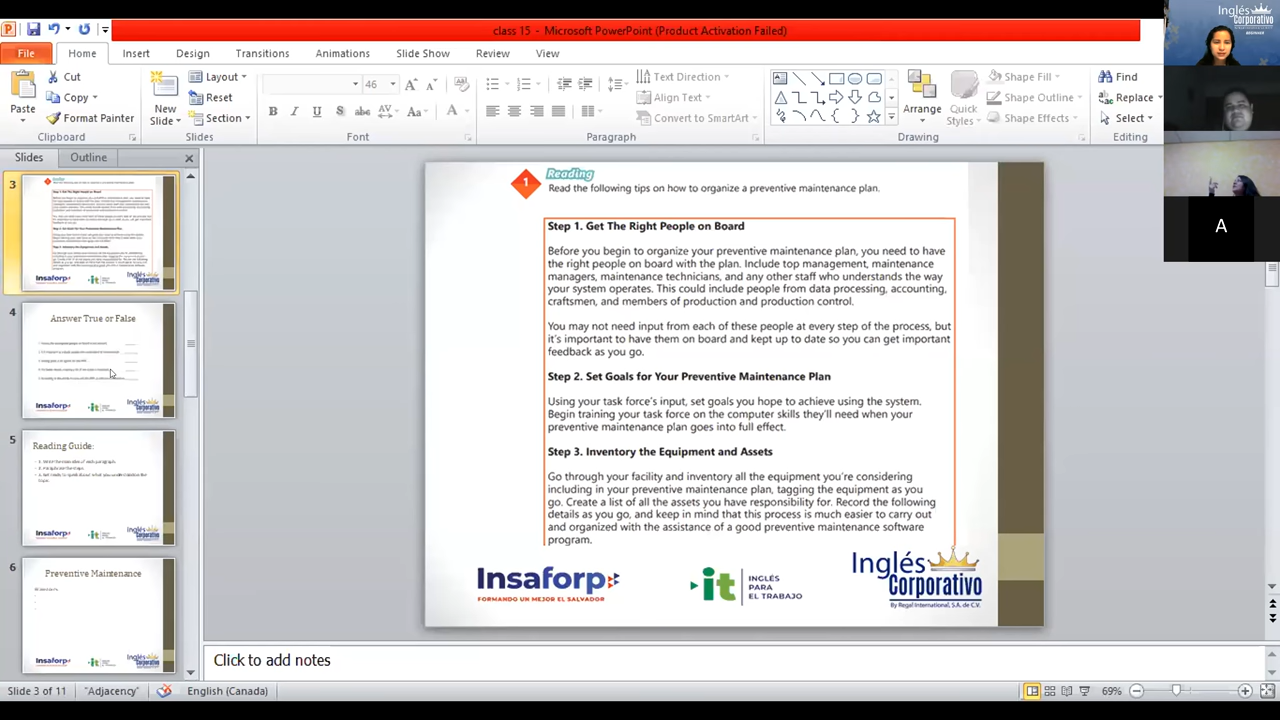 class 15 - Microsoft PowerPoint (Product Activation Failed)
File Home Insert Design Transitions Animations Slide Show Review View
Paste
Cut
Copy
Format Painter
Clipboard
New
Slide
Layout
Reset
Section
Slides
46
Font
Paragraph
Text Direction
Align Text
Convert to SmartArt
Arrange
Quick
Styles
Shape Fill
Shape Outline
Shape Effects
Drawing
Find
Replace
Select
Editing
Inglés
Corporativo
BEGINNER
A
Slides Outline
3
4
Answer True or False
5
Reading Guide:
6
Preventive Maintenance
1
Reading
Read the following tips on how to organize a preventive maintenance plan.
Step 1. Get The Right People on Board
Before you begin to organize your preventive maintenance plan, you need to have
the right people on board with the plan. Include top management, maintenance
managers, maintenance technicians, and any other staff who understands the way
your system operates. This could include people from data processing, accounting,
craftsmen, and members of production and production control.
You may not need input from each of these people at every step of the process, but
it's important to have them on board and kept up to date so you can get important
feedback as you go.
Step 2. Set Goals for Your Preventive Maintenance Plan
Using your task force's input, set goals you hope to achieve using the system.
Begin training your task force on the computer skills they'll need when your
preventive maintenance plan goes into full effect.
Step 3. Inventory the Equipment and Assets
Go through your facility and inventory all the equipment you're considering
including in your preventive maintenance plan, tagging the equipment as you
go. Create a list of all the assets you have responsibility for. Record the following
details as you go, and keep in mind that this process is much easier to carry out
and organized with the assistance of a good preventive maintenance software
program.
Insaforp
FORMANDO UN MEJOR EL SALVADOR
it
INGLÉS
PARA
EL TRABAJO
Inglés
Corporativo
By Regal International, S.A. de C.V.
Click to add notes
Slide 3 of 11 "Adjacency" English (Canada) 69%